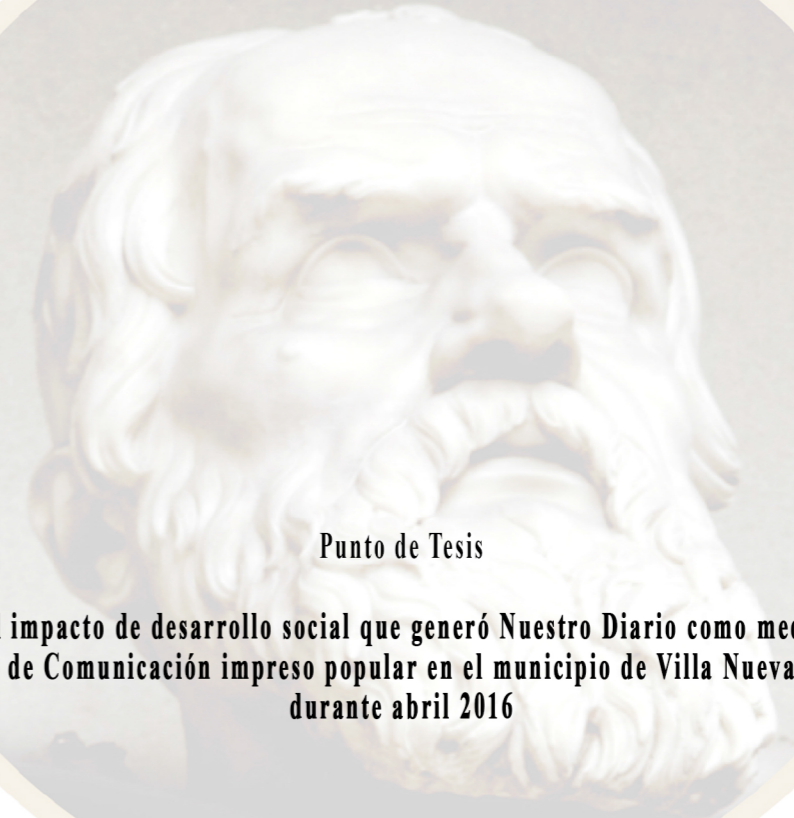 Punto de Tesis
l impacto de desarrollo social que generó Nuestro Diario como med
de Comunicación impreso popular en el municipio de Villa Nueva
durante abril 2016